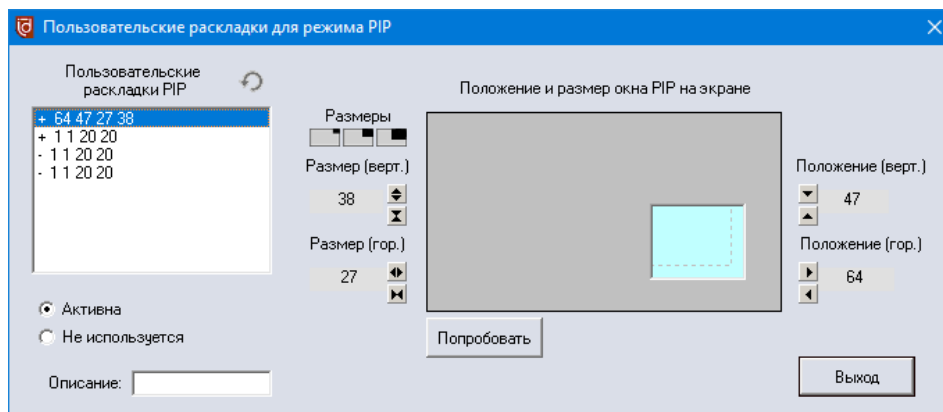 Пользовательские раскладки для режима PIP
Пользовательские
раскладки PIP
+ 64 47 27 38
+ 1 1 20 20
- 1 1 20 20
- 1 1 20 20
Активна
Не используется
Описание:
Размеры
Размер (верт.)
38
Размер (гор.)
27
Положение и размер окна PIP на экране
Попробовать
Положение (верт.)
47
Положение (гор.)
64
Выход